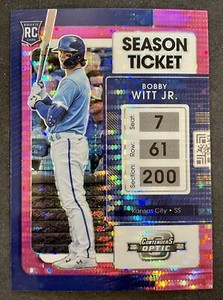 RC
SEASON
TICKET
BOBBY
WITT JR.
Seat:
7
Row:
61
Section:
200
Kansas City • SS
CONTENDERS
OPTIC